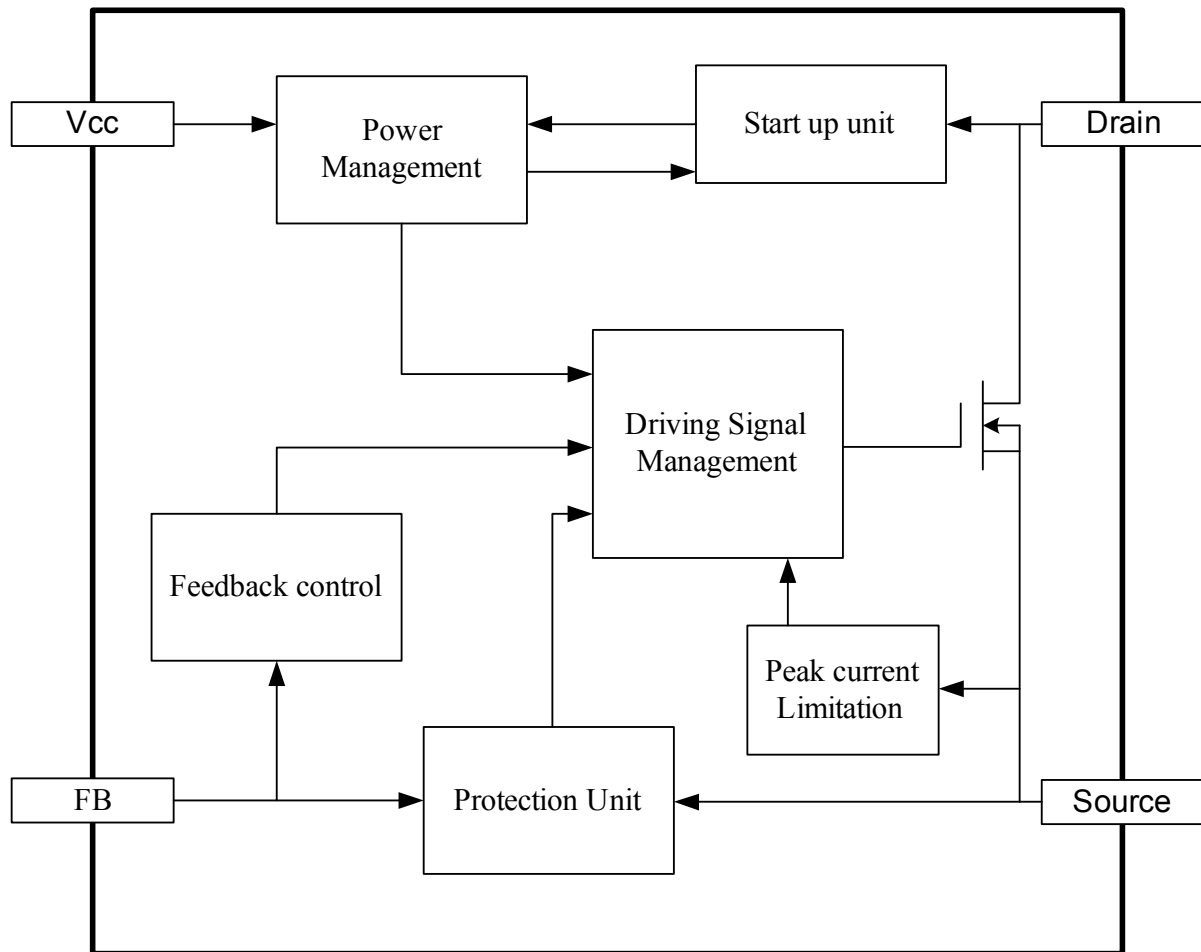 Vcc
Power
Management
Start up unit
Drain
Driving Signal
Management
Feedback control
Peak current
Limitation
FB
Protection Unit
Source